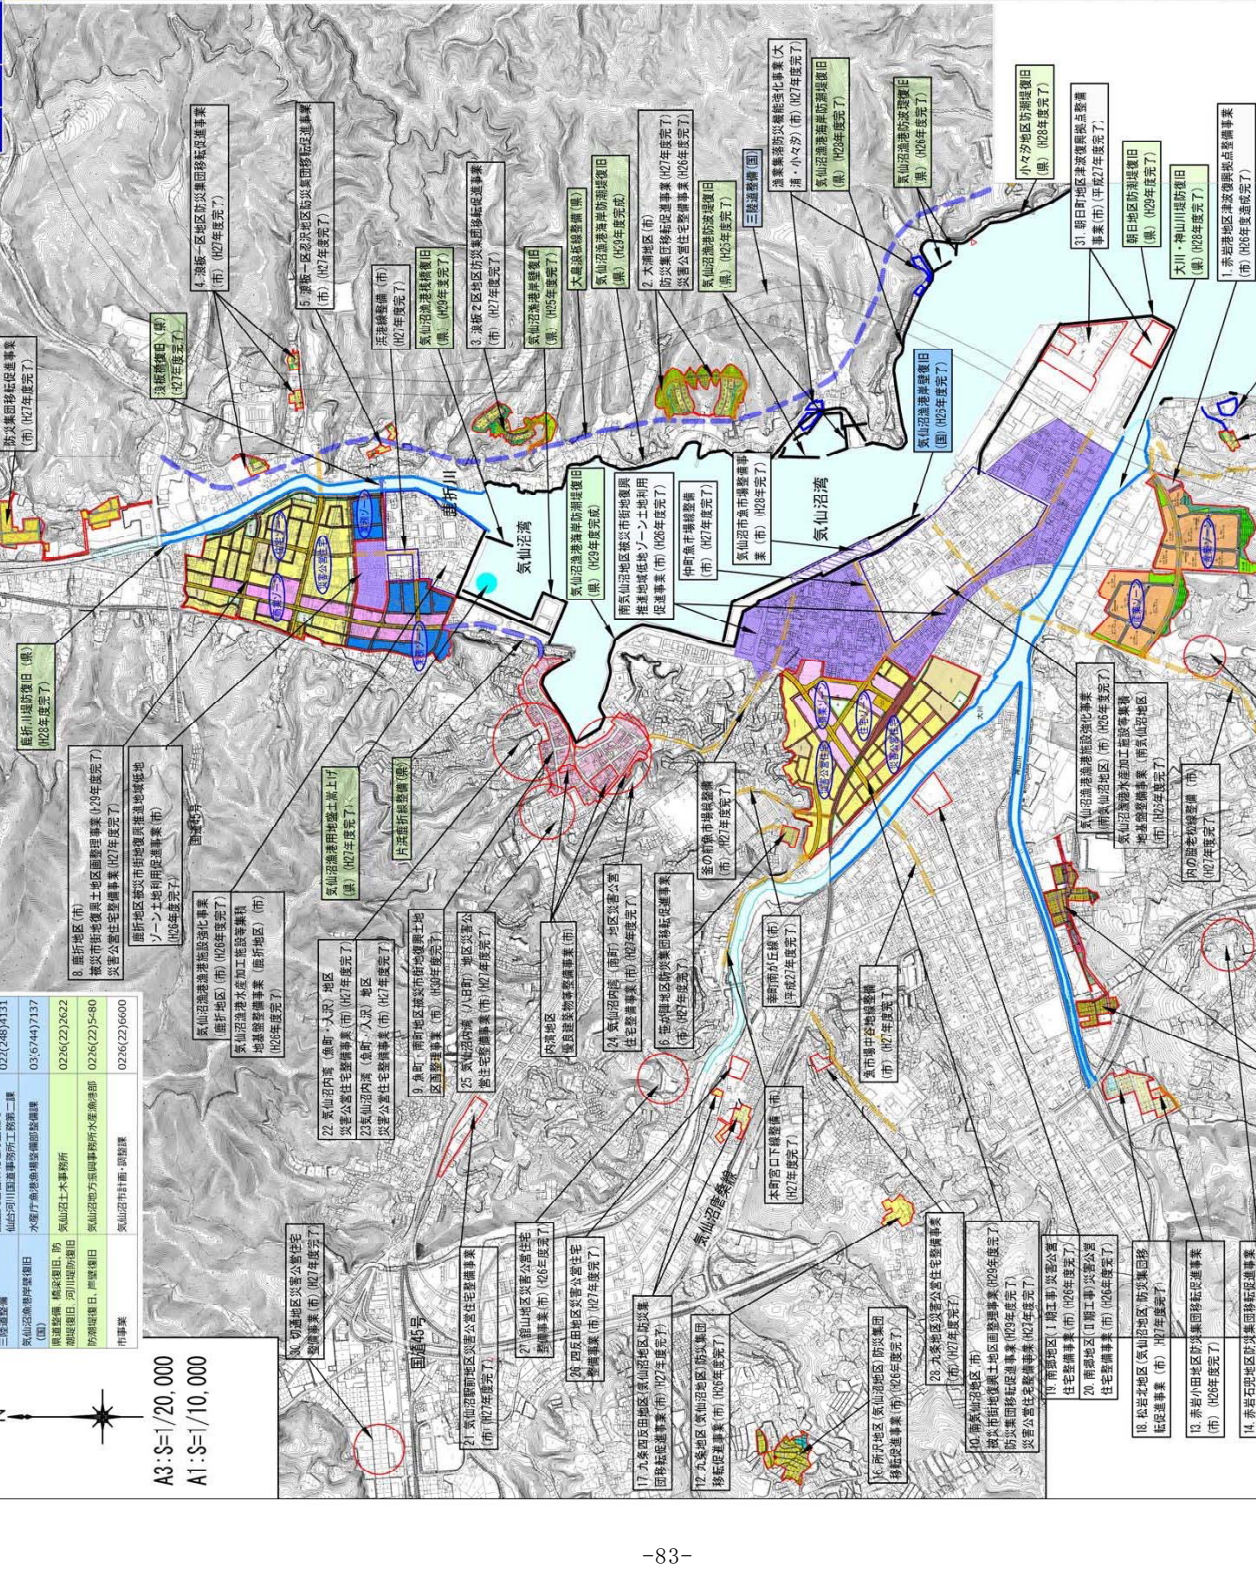 防災集団移転促進事業
(市)(H27年度完了)
浪板橋復旧(県)
(H27年度完了)
4.浪板一区地区防災集団移転促進事業
(市)(H27年度完了)
(市)(H27年度完了)
浜港線整備(市)
(H27年度完了)
気仙沼漁港桟橋復旧
(県)(H29年度完了)
3.浪板2区地区防災集団移転促進事業
(市)(H27年度完了)
気仙沼漁港岸壁復旧
(県)(H25年度完了)
大島浪板線整備(県)
気仙沼漁港海岸防潮堤復旧
(県)(H29年度完成)
2.大浦地区(市)
防災集団移転促進事業(H27年度完了)
災害公営住宅整備事業(H26年度完了)
気仙沼漁港防波堤復旧
(県)(H25年度完了)
三陸道整備(国)
漁業集落防災機能強化事業(大
浦・小々汐)(市)(H27年度完了)
気仙沼漁港海岸防潮堤復旧
(県)(H28年度完了)
気仙沼漁港防波堤復旧
(県)(H26年度完了)
小々汐地区防潮堤復旧
(県)(H28年度完了)
31.朝日町地区津波復興拠点整備
事業(市)(平成27年度完了)
朝日地区防潮堤復旧
(県)(H29年度完了)
大川・神山川堤防復旧
(県)(H28年度完了)
1.赤岩港地区津波復興拠点整備事業
(市)(H26年度造成完了)
鹿折川
気仙沼湾
気仙沼湾
気仙沼漁港海岸防潮堤復旧
(県)(H29年度完成)
南気仙沼地区被災市街地復興
推進地域低地ゾーン土地利用
促進事業(市)(H26年度完了)
仲町魚市場線整備
(市)(H27年度完了)
気仙沼市魚市場整備事
業(市)(H28年完了)
気仙沼漁港岸壁復旧
(国)(H25年度完了)
鹿折川堤防復旧(県)
(H28年度完了)
8.鹿折地区(市)
被災市街地復興土地区画整理事業(H29年度完了)
災害公営住宅整備事業(H27年度完了)
鹿折地区被災市街地復興推進地域低地
ゾーン土地利用促進事業(市)
(H26年度完了)
国道45号
気仙沼漁港漁港施設強化事業
(鹿折地区)(市)(H26年度完了)
気仙沼漁港水産加工施設等集積
地基盤整備事業(鹿折地区)(市)
(H26年度完了)
気仙沼漁港用地盛土嵩上げ
(県)(H27年度完了)
片浜鹿折線整備(県)
22.気仙沼内湾(魚町・入沢)地区
災害公営住宅整備事業(市)(H27年度完了)
23気仙沼内湾(魚町・入沢)地区
災害公営住宅整備事業(市)(H27年度完了)
9.魚町・南町地区被災市街地復興土地
区画整理事業(市)(H30年度完了)
25.気仙沼内湾(八日町)地区災害公
営住宅整備事業(市)(H27年度完了)
内湾地区
優良建築物等整備事業(市)
24.気仙沼内湾(南町)地区災害公営
住宅整備事業(市)(H27年度完了)
(市)(H27年度完了)
釜の前魚市場線整備
(市)(H27年度完了)
幸町南が丘線(市)
(平成27年度完了)
魚市場中谷地線整備
(市)(H27年度完了)
本町宮口下線整備(市)
(H27年度完了)
気仙沼漁港漁港施設強化事業
(南気仙沼地区)(市)(H26年度完了)
気仙沼漁港水産加工施設等集積
地基盤整備事業(南気仙沼地区)
(市)(H25年度完了)
内の脇老松線整備(市)
(H27年度完了)
大川
仙台河川国道事務所工務第二課 022(248)4131
気仙沼漁港岸壁復旧
(国) 水産庁漁港漁場整備部整備課 03(6744)7137
県道整備、橋梁復旧、防
潮堤復旧、河川堤防復旧 気仙沼土木事務所 0226(22)2622
防潮堤復旧、岸壁復旧 気仙沼地方振興事務所水産漁港部 0226(22)5480
市事業 気仙沼市計画・調整課 0226(22)6600
A3:S=1/20,000
A1:S=1/10,000
30.切通地区災害公営住宅
整備事業(市)(H27年度完了)
国道45号
21.気仙沼駅前地区災害公営住宅整備事業
(市)(H27年度完了)
27.舘山地区災害公営住宅
整備事業(市)(H26年度完了)
26.四反田地区災害公営住宅
整備事業(市)(H27年度完了)
気仙沼唐桑線
17.九条四反田地区(気仙沼地区)防災集
団移転促進事業(市)(H27年度完了)
12.九条地区(気仙沼地区)防災集団
移転促進事業(市)(H26年度完了)
16.所沢地区(気仙沼地区)防災集団
移転促進事業(市)(H26年度完了)
28.九条地区災害公営住宅整備事業
(市)(H27年度完了)
10.南気仙沼地区(市)
被災市街地復興土地区画整理事業(H29年度完了)
防災集団移転促進事業(H29年度完了)
災害公営住宅整備事業(H27年度完了)
19.南郷地区(Ⅰ期工事)災害公営
住宅整備事業(市)(H26年度完了)
20.南郷地区(Ⅱ期工事)災害公営
住宅整備事業(市)(H26年度完了)
18.松岩北地区(気仙沼地区)防災集団移
転促進事業(市)(H27年度完了)
13.赤岩小田地区防災集団移転促進事業
(市)(H26年度完了)
14.赤岩石兜地区防災集団移転促進事業
-83-